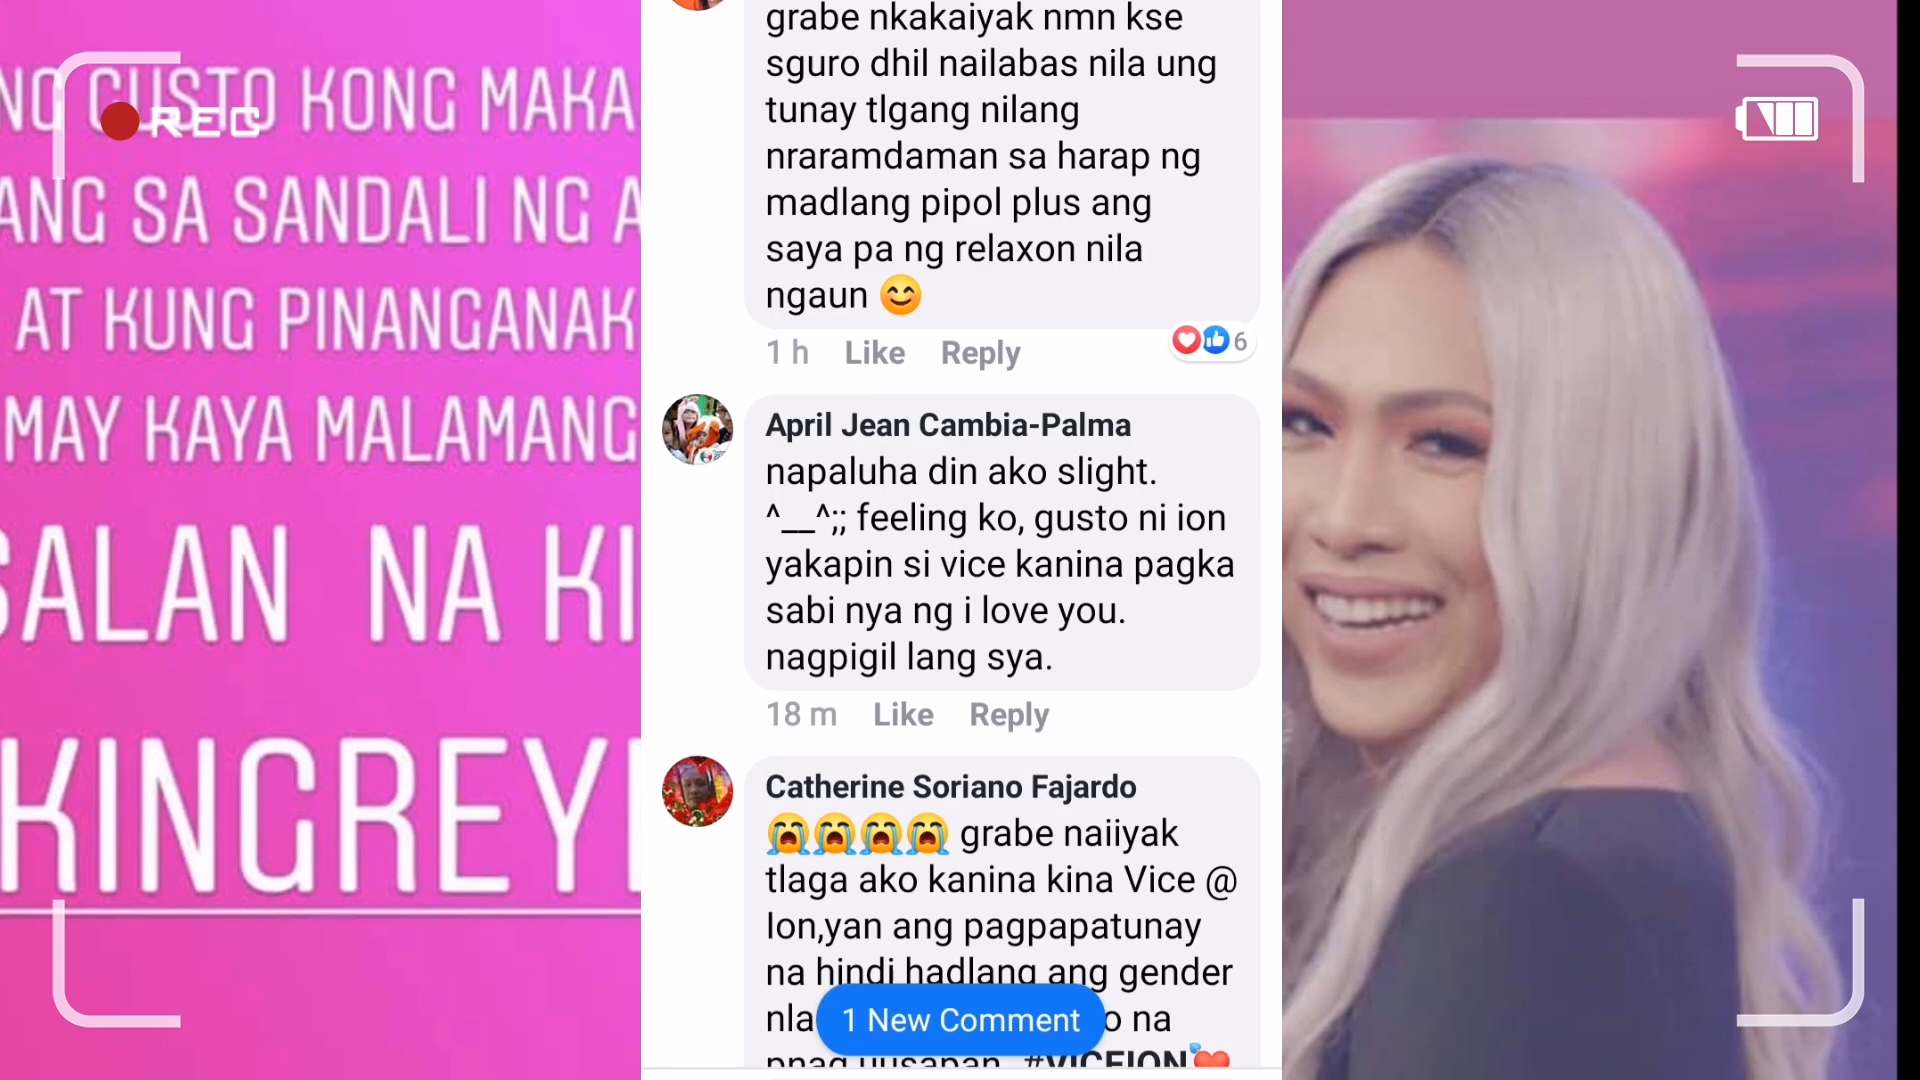 NG GUSTO KONG MAKA
REC
ANG SA SANDALI NG A
AT KUNG PINANGANAK
MAY KAYA MALAMANG
SALAN NA KI
KINGREY
grabe nkakaiyak nmn kse
sguro dhil nailabas nila ung
tunay tlgang nilang
nraramdaman sa harap ng
madlang pipol plus ang
saya pa ng relaxon nila
ngaun 😊
1 h Like Reply 6
April Jean Cambia-Palma
napaluha din ako slight.
^__^;; feeling ko, gusto ni ion
yakapin si vice kanina pagka
sabi nya ng i love you.
nagpigil lang sya.
18 m Like Reply
Catherine Soriano Fajardo
😭😭😭😭 grabe naiiyak
tlaga ako kanina kina Vice @
Ion,yan ang pagpapatunay
na hindi hadlang ang gender
nla o na
1 New Comment
pnag uusapan #VICEION💘